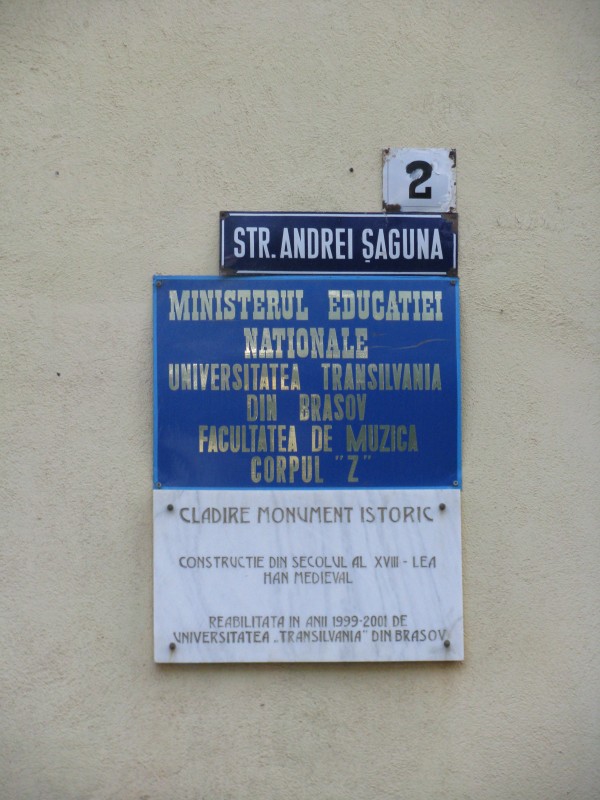 2
STR. ANDREI ȘAGUNA
MINISTERUL EDUCATIEI
NATIONALE
UNIVERSITATEA TRANSILVANIA
DIN BRASOV
FACULTATEA DE MUZICA
CORPUL "Z"
CLADIRE MONUMENT ISTORIC
CONSTRUCTIE DIN SECOLUL AL XVIII - LEA
HAN MEDIEVAL
REABILITATA IN ANII 1999-2001 DE
UNIVERSITATEA „TRANSILVANIA" DIN BRASOV